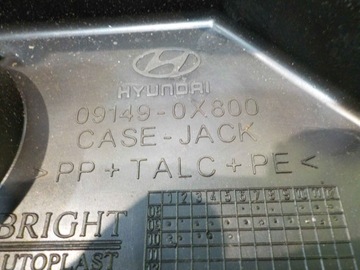 HYUNDAI
09149-0X800
CASE-JACK
>PP+TALC+PE<
BRIGHT
AUTOPLAST